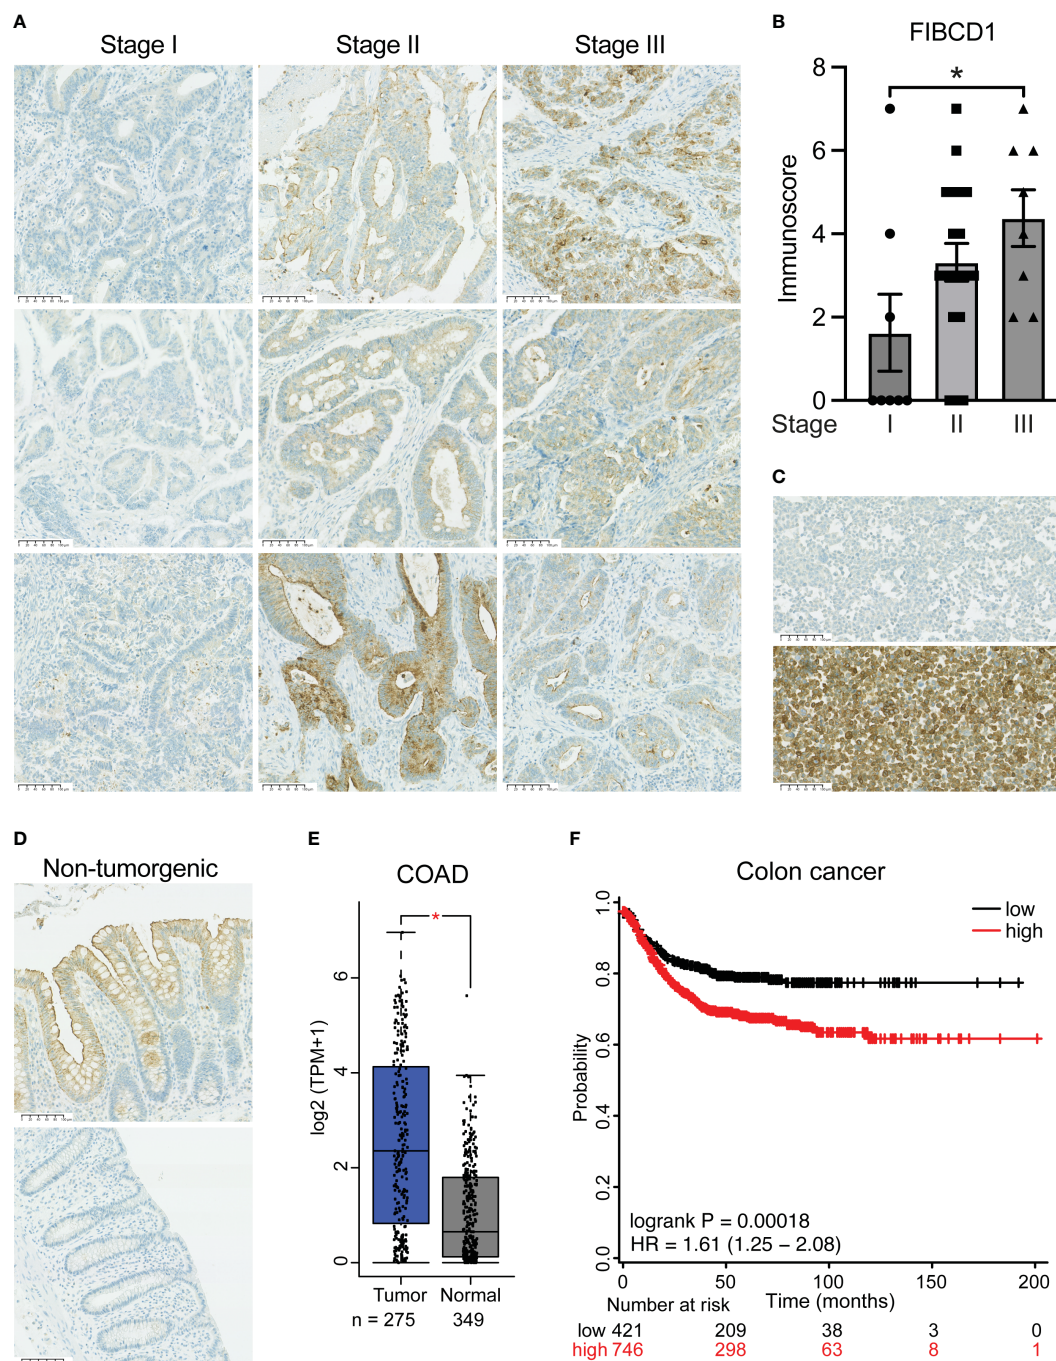 A
Stage I
Stage II
Stage III
B
FIBCD1
*
8
6
4
2
0
Immunoscore
Stage I II III
C
D
Non-tumorgenic
E
COAD
*
6
4
2
0
log2 (TPM+1)
Tumor Normal
n = 275 349
F
Colon cancer
low
high
1.0
0.8
0.6
0.4
0.2
0.0
Probability
logrank P = 0.00018
HR = 1.61 (1.25 − 2.08)
0 50 100 150 200
Number at risk
Time (months)
low 421 209 38 3 0
high 746 298 63 8 1